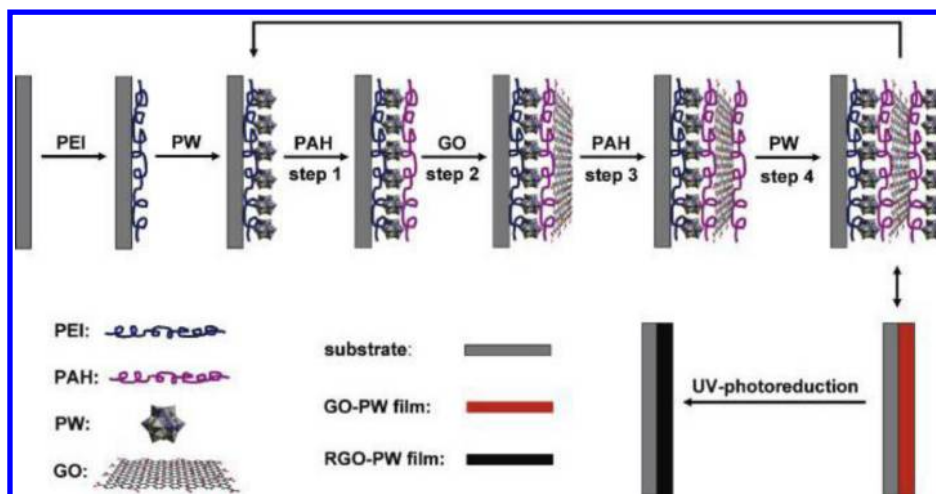 PEI
PW
PAH
step 1
GO
step 2
PAH
step 3
PW
step 4
PEI:
PAH:
PW:
GO:
substrate:
GO-PW film:
RGO-PW film:
UV-photoreduction